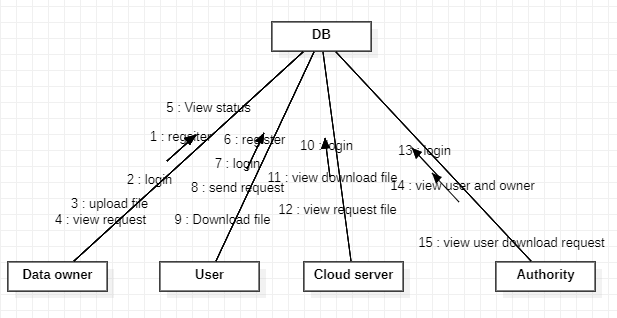 DB
5 : View status
1 : regsiter
6 : register
10 : login
13 : login
7 : login
2 : login
11 : view download file
8 : send request
14 : view user and owner
3 : upload file
12 : view request file
4 : view request
9 : Download file
15 : view user download request
Data owner
User
Cloud server
Authority